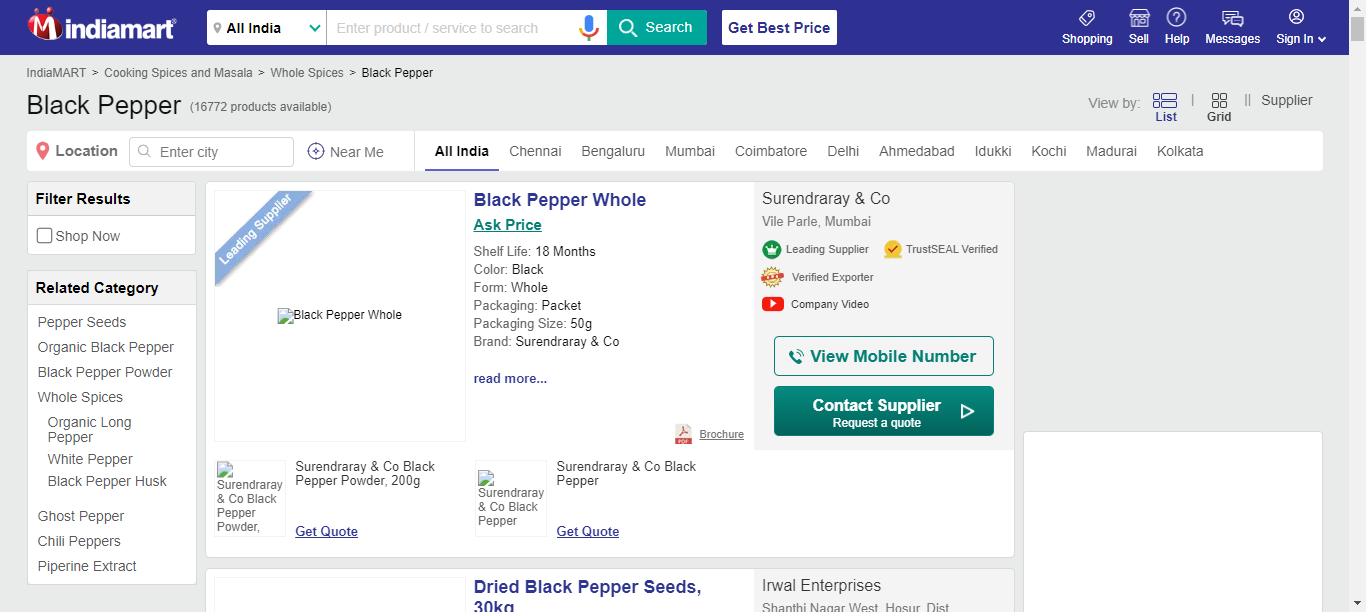 indiamart
All India
Enter product / service to search
Search
Get Best Price
Shopping
Sell
Help
Messages
Sign In
IndiaMART > Cooking Spices and Masala > Whole Spices > Black Pepper
Black Pepper (16772 products available)
View by:
List
Grid
Supplier
Location
Enter city
Near Me
All India
Chennai
Bengaluru
Mumbai
Coimbatore
Delhi
Ahmedabad
Idukki
Kochi
Madurai
Kolkata
Filter Results
Shop Now
Related Category
Pepper Seeds
Organic Black Pepper
Black Pepper Powder
Whole Spices
Organic Long
Pepper
White Pepper
Black Pepper Husk
Ghost Pepper
Chili Peppers
Piperine Extract
Leading Supplier
Black Pepper Whole
Black Pepper Whole
Ask Price
Shelf Life: 18 Months
Color: Black
Form: Whole
Packaging: Packet
Packaging Size: 50g
Brand: Surendraray & Co
read more...
PDF
Brochure
Surendraray & Co
Vile Parle, Mumbai
Leading Supplier
TrustSEAL Verified
Verified Exporter
Company Video
View Mobile Number
Contact Supplier
Request a quote
Surendraray
& Co Black
Pepper
Powder,
Surendraray & Co Black
Pepper Powder, 200g
Get Quote
Surendraray
& Co Black
Pepper
Surendraray & Co Black
Pepper
Get Quote
Dried Black Pepper Seeds,
30kg
Irwal Enterprises
Shanthi Nagar West, Hosur, Dist.